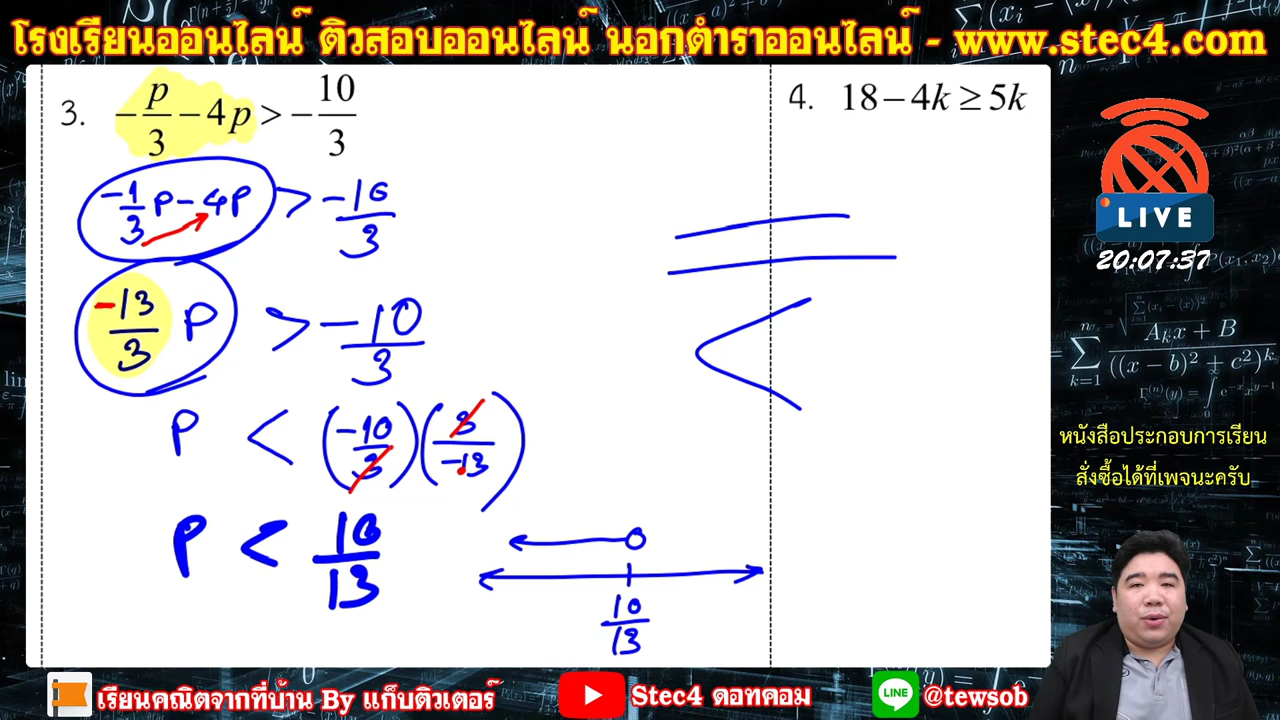 โรงเรียนออนไลน์ ติวสอบออนไลน์ นอกตำราออนไลน์ - www.stec4.com
3. -p/3 - 4p > -10/3
-1/3 p - 4p > -10/3
-13/3 p > -10/3
p < (-10/3)(3/-13)
p < 10/13
10/13
4. 18 - 4k ≥ 5k
LIVE
20:07:37
หนังสือประกอบการเรียน
สั่งซื้อได้ที่เพจนะครับ
เรียนคณิตจากที่บ้าน By แก็บติวเตอร์
Stec4 ดอทคอม
LINE
@tewsob